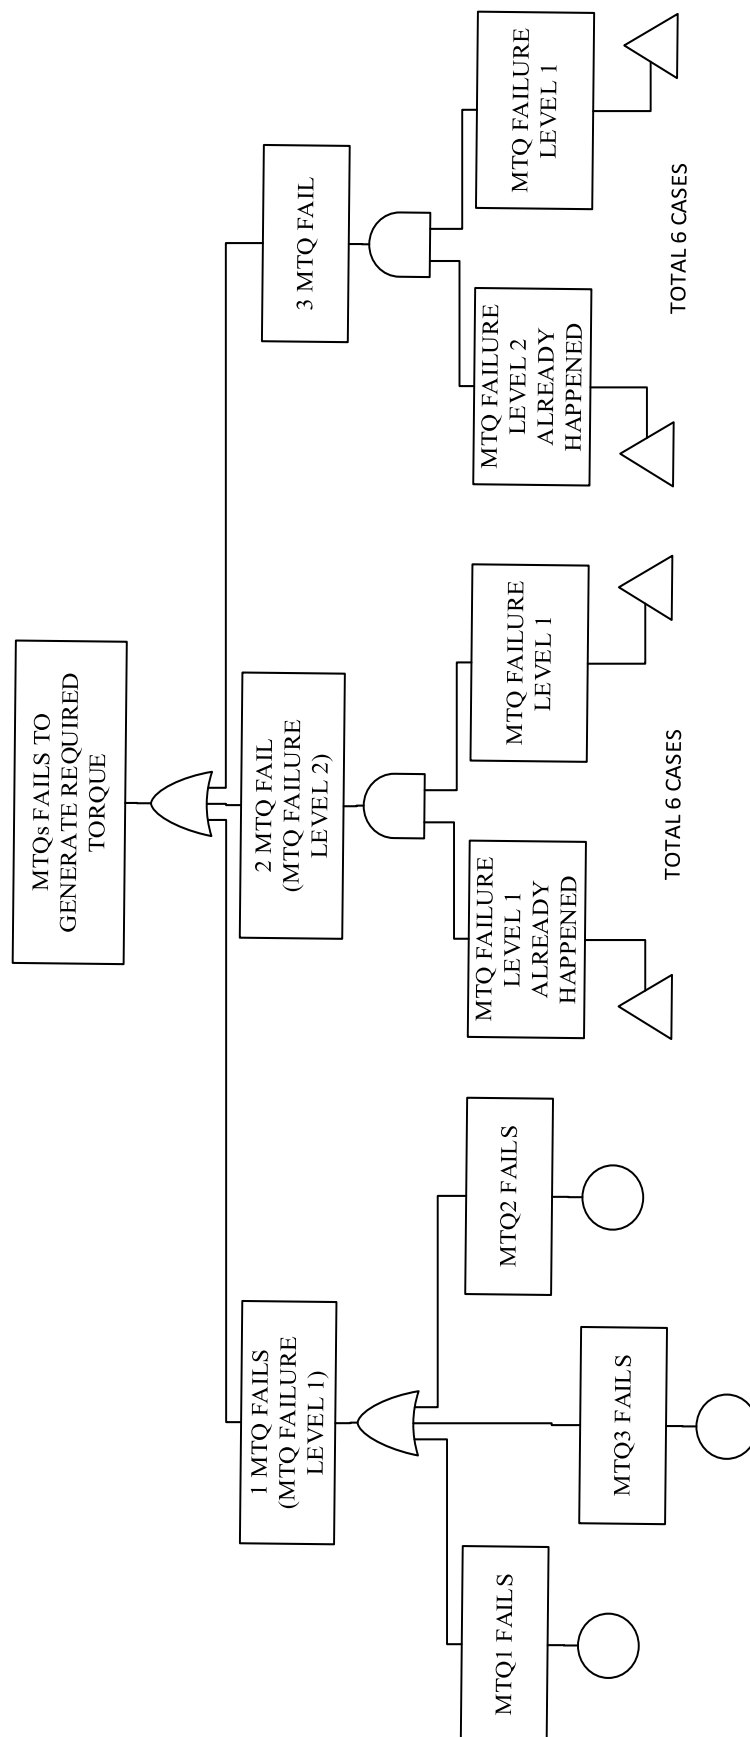 MTQs FAILS TO
GENERATE REQUIRED
TORQUE
1 MTQ FAILS
(MTQ FAILURE
LEVEL 1)
2 MTQ FAIL
(MTQ FAILURE
LEVEL 2)
3 MTQ FAIL
MTQ1 FAILS
MTQ3 FAILS
MTQ2 FAILS
MTQ FAILURE
LEVEL 1
ALREADY
HAPPENED
MTQ FAILURE
LEVEL 1
MTQ FAILURE
LEVEL 2
ALREADY
HAPPENED
MTQ FAILURE
LEVEL 1
TOTAL 6 CASES
TOTAL 6 CASES